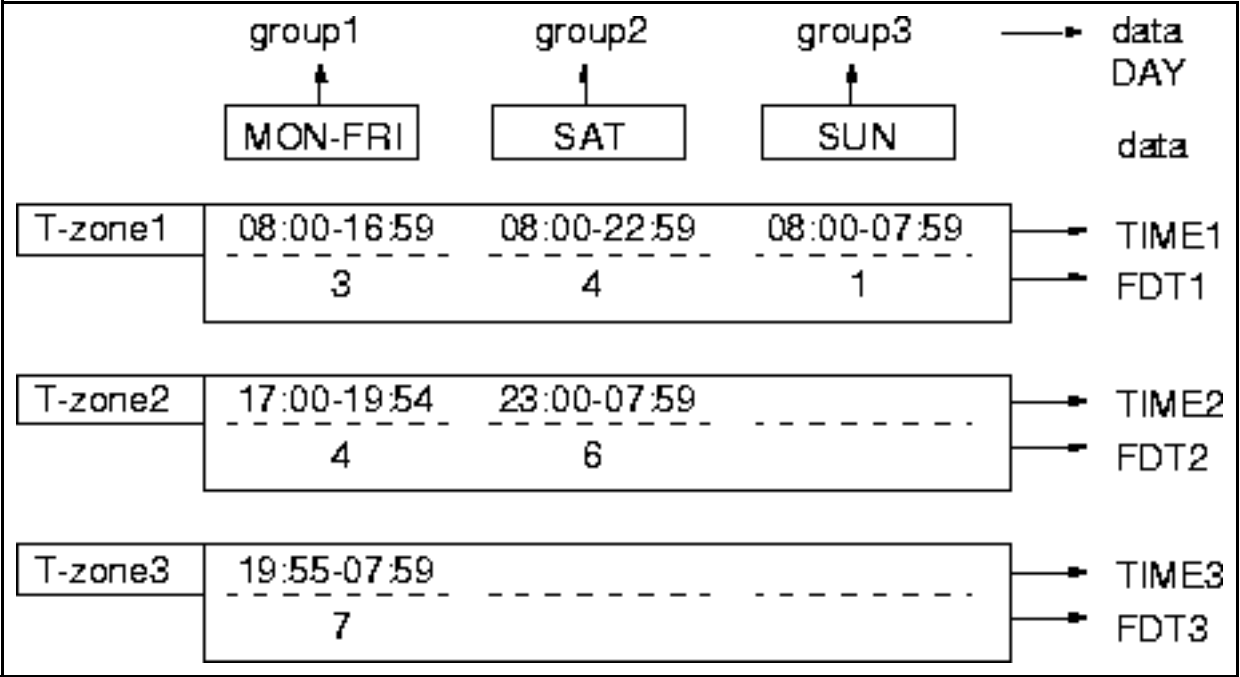 group1 group2 group3 data
DAY
MON-FRI SAT SUN data
T-zone1 08:00-16:59 08:00-22:59 08:00-07:59 TIME1
3 4 1 FDT1
T-zone2 17:00-19:54 23:00-07:59 TIME2
4 6 FDT2
T-zone3 19:55-07:59 TIME3
7 FDT3